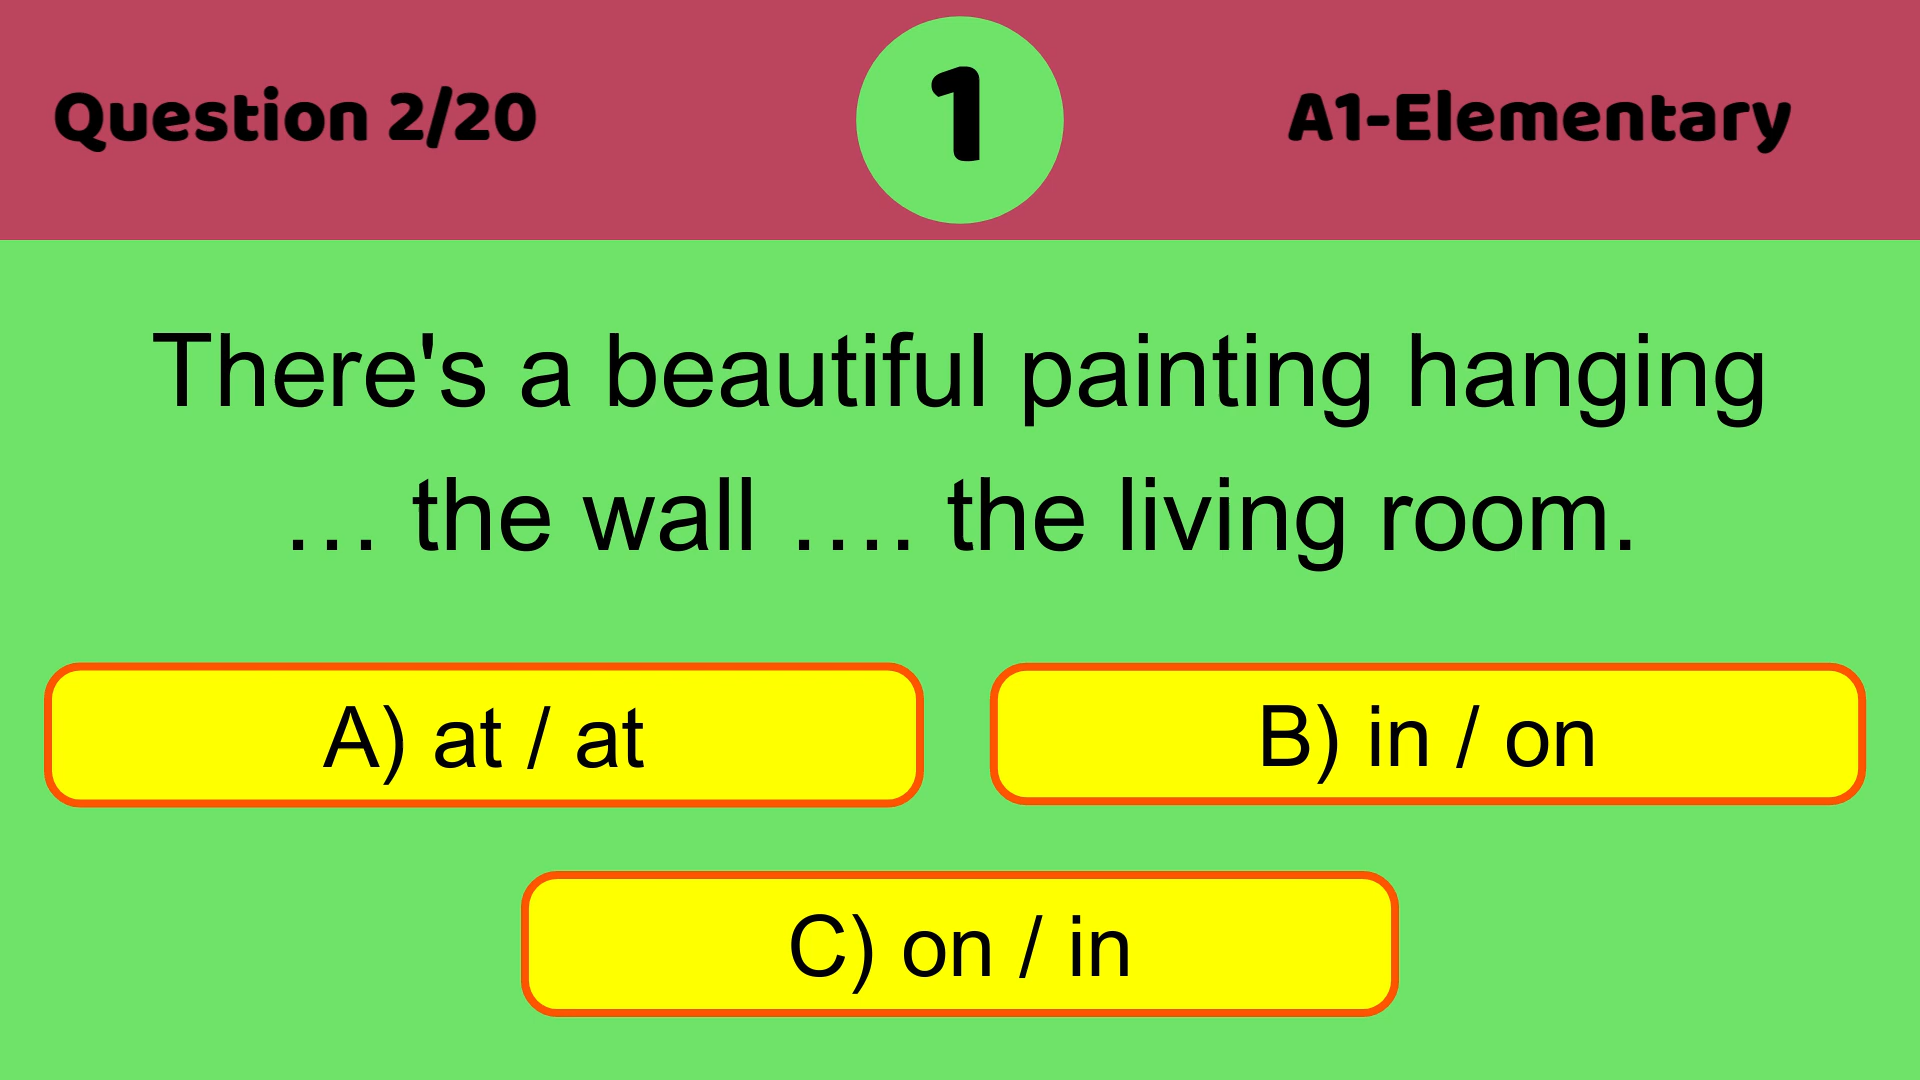 Question 2/20
1
A1-Elementary
There's a beautiful painting hanging
… the wall …. the living room.
A) at / at
B) in / on
C) on / in